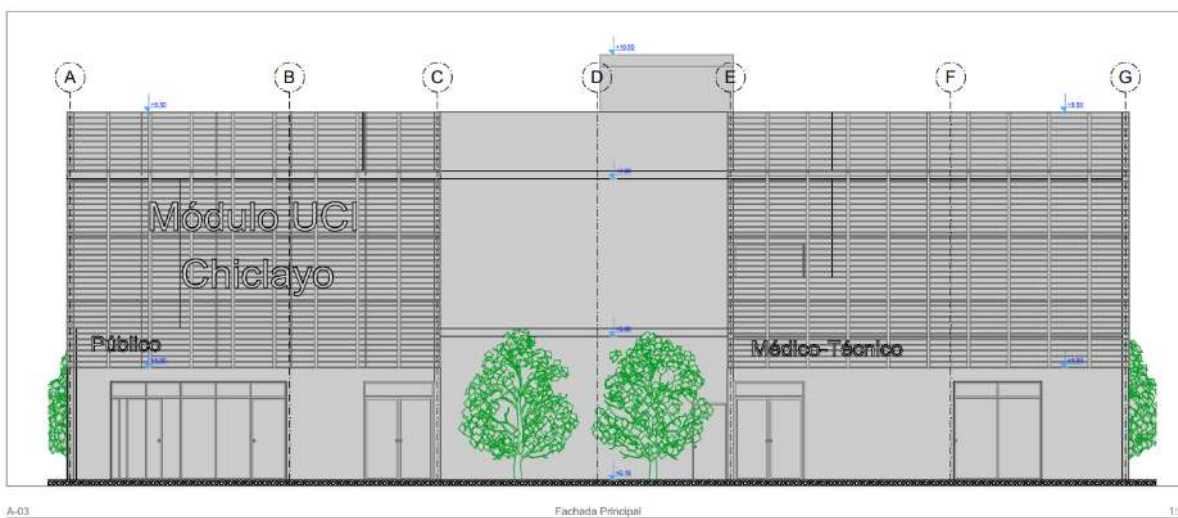 A B C D E F G
Módulo UCI
Chiclayo
Público
Médico-Técnico
A-03
Fachada Principal